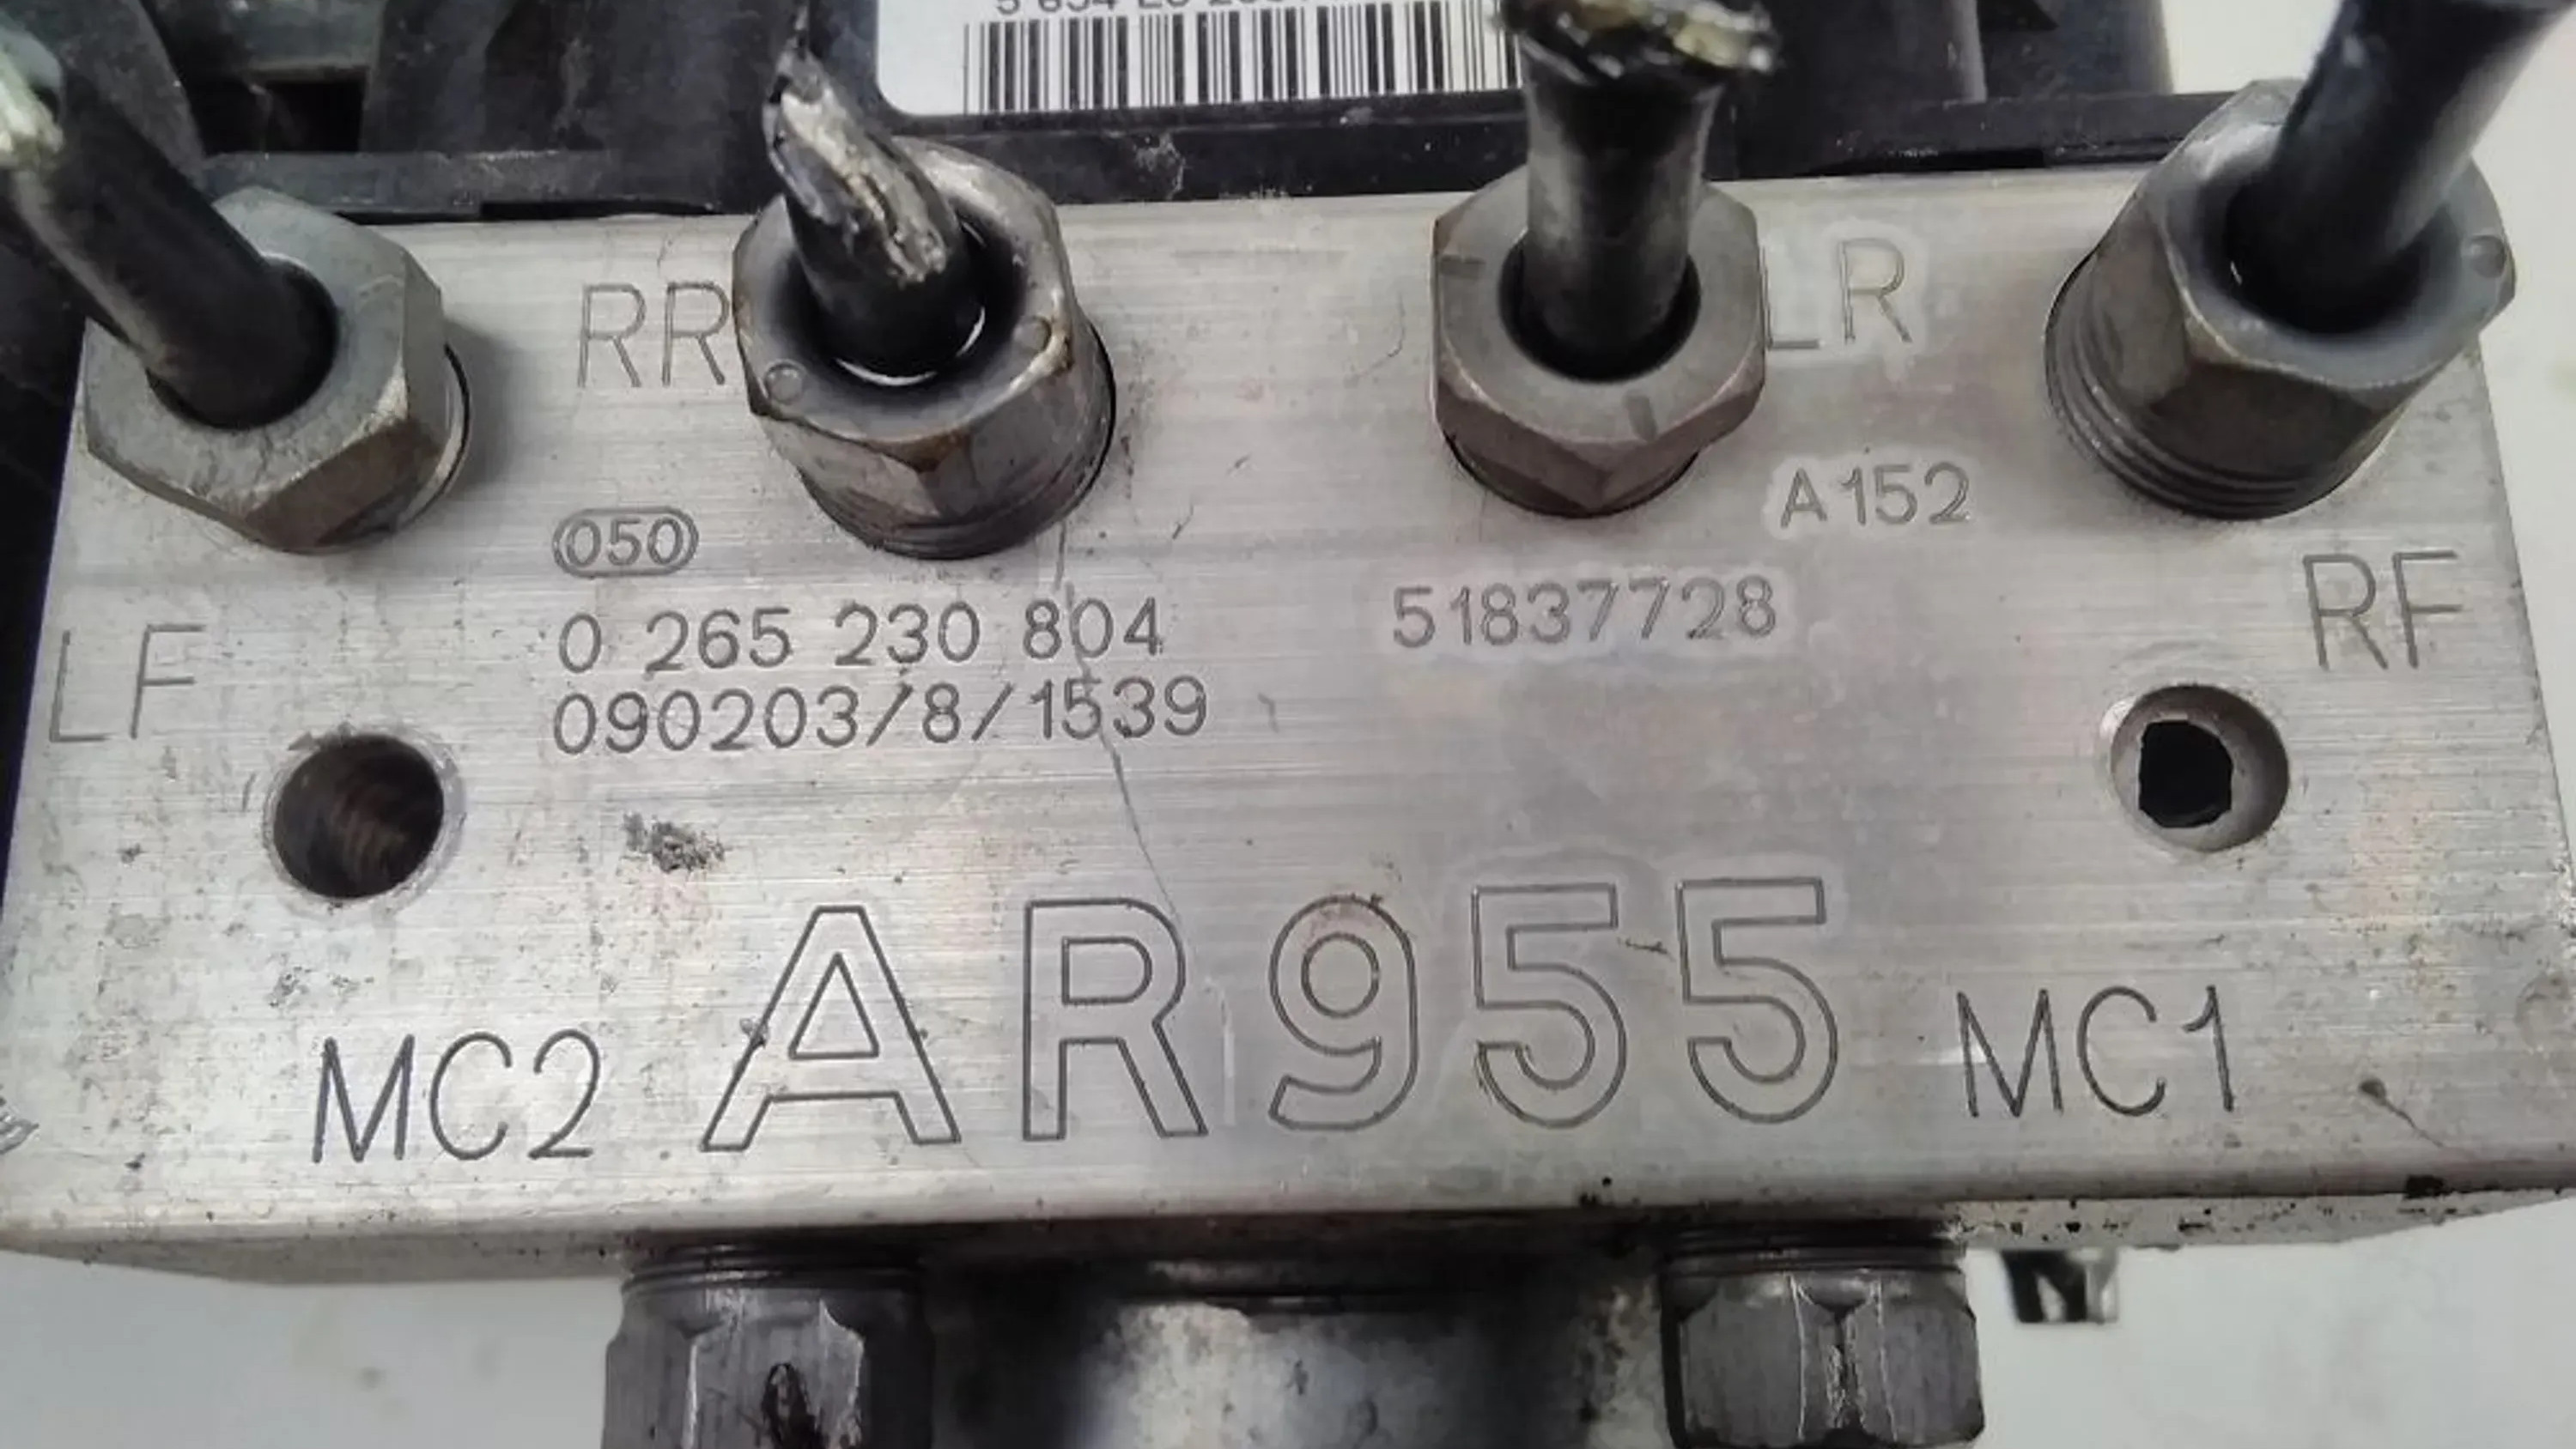 RR
LR
A152
050
0 265 230 804
51837728
090203/8/1539
LF
RF
MC2
AR955
MC1